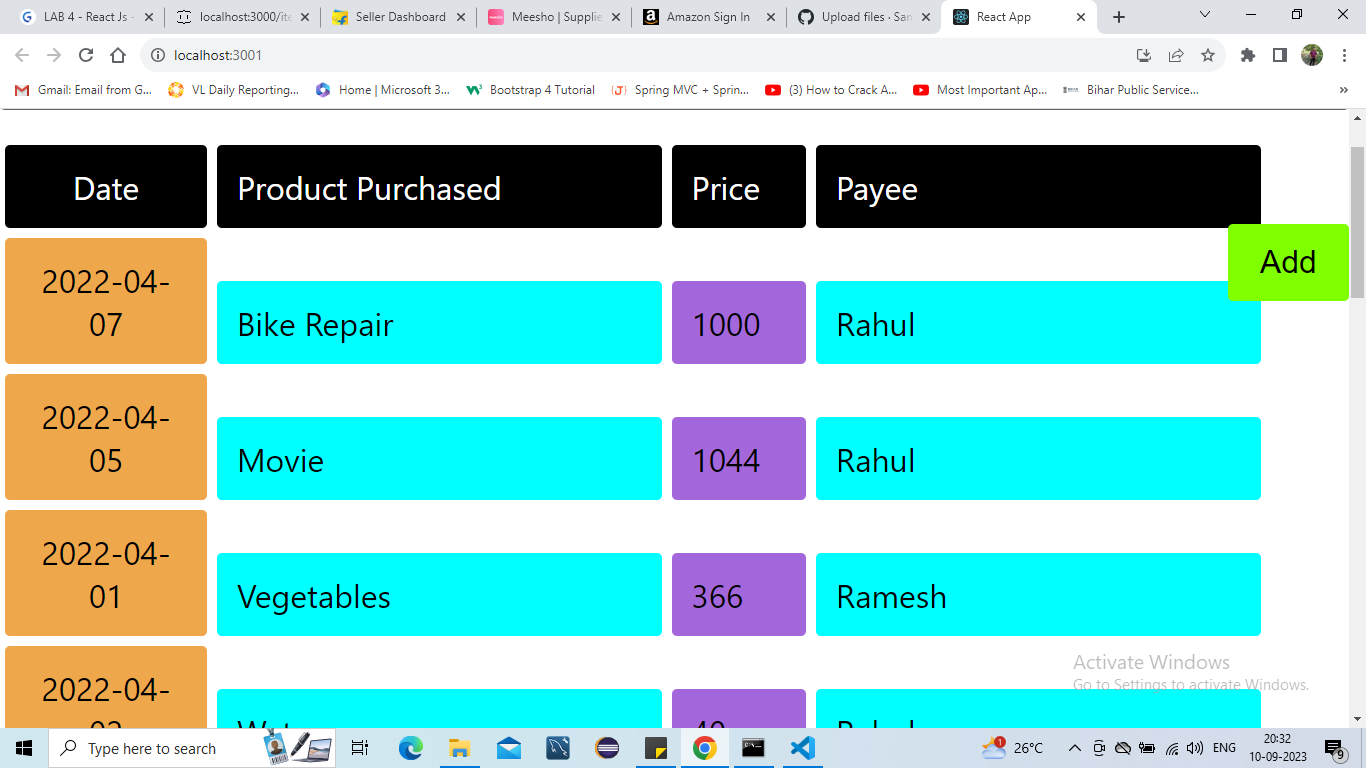 LAB 4 - React Js -
localhost:3000/ite
Seller Dashboard
Meesho | Supplie
Amazon Sign In
Upload files · San
React App
localhost:3001
Gmail: Email from G...
VL Daily Reporting...
Home | Microsoft 3...
Bootstrap 4 Tutorial
Spring MVC + Sprin...
(3) How to Crack A...
Most Important Ap...
Bihar Public Service...
Date Product Purchased Price Payee
Add
2022-04-
07 Bike Repair 1000 Rahul
2022-04-
05 Movie 1044 Rahul
2022-04-
01 Vegetables 366 Ramesh
2022-04-
Activate Windows
Go to Settings to activate Windows.
Type here to search
1
26°C
ENG
20:32
10-09-2023
9